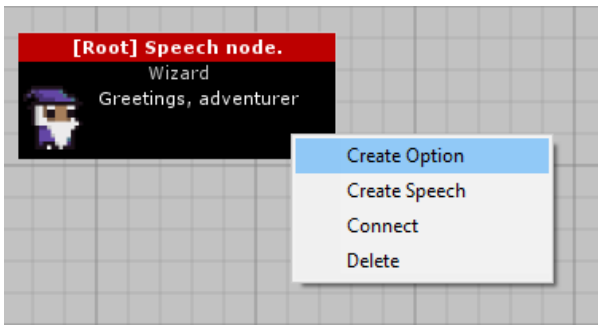 [Root] Speech node.
Wizard
Greetings, adventurer
Create Option
Create Speech
Connect
Delete